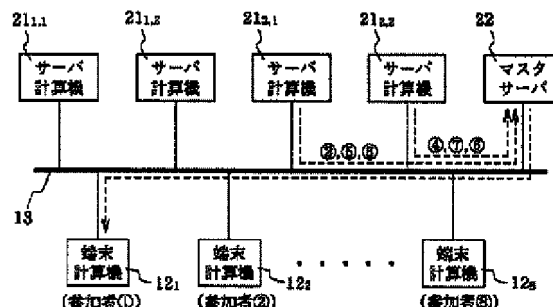 21₁,₁
21₁,₂
21₂,₁
21₂,₂
22
サーバ
計算機
サーバ
計算機
サーバ
計算機
サーバ
計算機
マスタ
サーバ
④,⑦,⑧
13
端末
計算機
端末
計算機
端末
計算機
12₁
12₂
12₈
(参加者①)
(参加者②)
(参加者⑧)